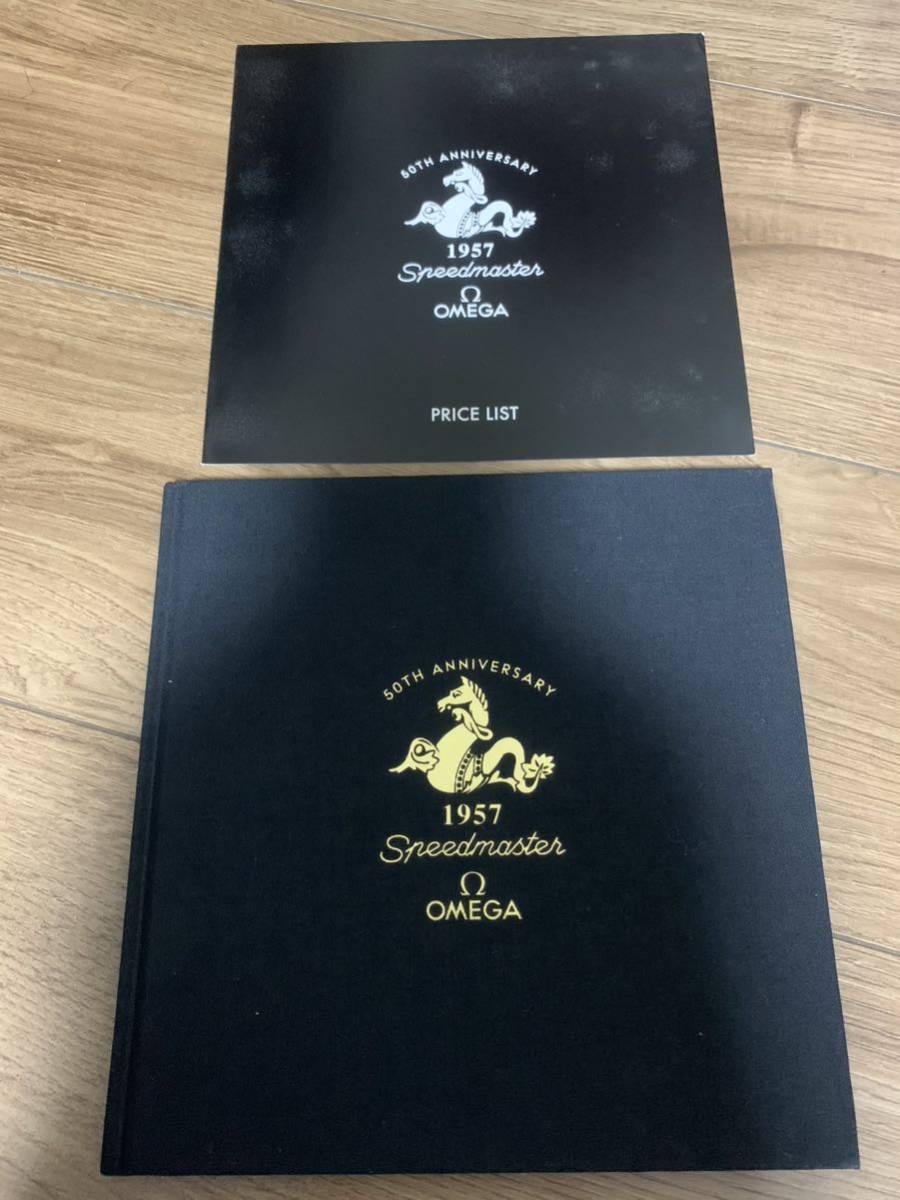 50TH ANNIVERSARY
1957
Speedmaster
Ω
OMEGA
PRICE LIST
50TH ANNIVERSARY
1957
Speedmaster
Ω
OMEGA